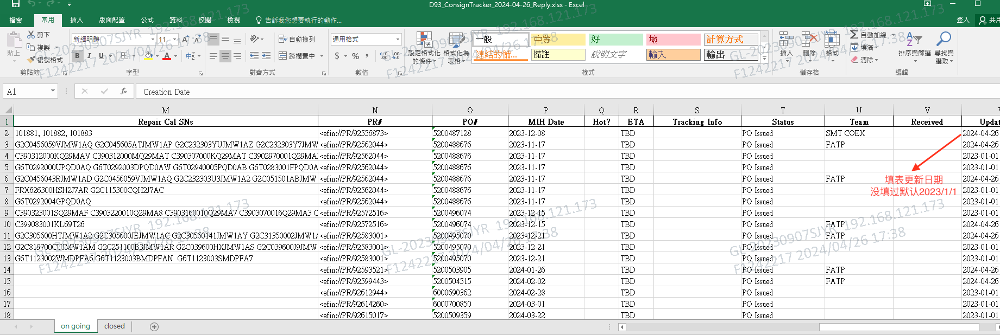 D93_ConsignTracker_2024-04-26_Reply.xlsx - Excel
檔案 常用 插入 版面配置 公式 資料 校閱 檢視 告訴我您想要執行的動作... 登入 共用
貼上 剪下 複製 複製格式 剪貼簿
新細明體 11 B I U A 字型
自動換列 跨欄置中 對齊方式
通用格式 $ % , 數值
設定格式化的條件 格式化為表格 一般 中等 好 壞 計算方式
連結的儲... 備註 說明文字 輸入 輸出 樣式
插入 刪除 格式 儲存格
自動加總 填滿 清除 排序與篩選 尋找與選取 編輯
A1 fx Creation Date
M N O P Q R S T U V
1 Repair Cal SNs PR# PO# MIH Date Hot? ETA Tracking Info Status Team Received Updat
2 101881, 101882, 101883 <efin://PR/92556873> 5200487128 2023-12-08 TBD PO Issued SMT COEX 2024-04-26
3 G2C0456059VJMW1AQ G2C045605ATJMW1AP G2C232303YUJMW1AZ G2C232303Y7JMW <efin://PR/92562044> 5200488676 2023-11-17 TBD PO Issued FATP 2024-04-26
4 C390312000KQ29MAV C390312000MQ29MAT C390307000KQ29MAT C3902970001Q29MA <efin://PR/92562044> 5200488676 2023-11-17 TBD PO Issued 2023-01-01
5 G6T0292000UPQD0AQ G6T0292003DPQD0AW G6T02940005PQD0AB G6T0283001FPQD0A <efin://PR/92562044> 5200488676 2023-11-17 TBD PO Issued 2023-01-01
6 G2C0456043RJMW1AD G2C0456059VJMW1AQ G2C232303U3JMW1A2 G2C051501ABJMW <efin://PR/92562044> 5200488676 2023-11-17 TBD PO Issued FATP 2024-04-26
7 FRX626300HSH2J7AR G2C115300CQH2J7AC <efin://PR/92562044> 5200488676 2023-11-17 TBD PO Issued 2023-01-01
8 G6T0292004GPQD0AQ <efin://PR/92562044> 5200488676 2023-11-17 TBD PO Issued 2023-01-01
9 C390323001SQ29MAF C3903220010Q29MA8 C3903160010Q29MA7 C3903070016Q29MA3 C <efin://PR/92572516> 5200496074 2023-12-15 TBD PO Issued 2023-01-01
10 C399083001KL69T26 <efin://PR/92572516> 5200496074 2023-12-15 TBD PO Issued FATP 2024-04-26
11 G2C305600HTJMW1A2 G2C305600JEJMW1AC G2C30560141JMW1AY G2C31350002JMW1A <efin://PR/92583001> 5200495070 2023-12-21 TBD PO Issued FATP 2024-04-26
12 G2C819700CUJMW1AM G2C251100B3JMW1AR G2C039600HXJMW1AS G2C039600J9JMW <efin://PR/92583001> 5200495070 2023-12-21 TBD PO Issued 2023-01-01
13 G6T1123002WMDPFA6 G6T1123003BMDPFAN G6T1123003SMDPFA7 <efin://PR/92583001> 5200495070 2023-12-21 TBD PO Issued 2023-01-01
14 <efin://PR/92593521> 5200503905 2024-01-26 TBD PO Issued FATP 2024-04-26
15 <efin://PR/92599443> 5200504515 2024-02-02 TBD PO Issued FATP 2024-04-26
16 <efin://PR/92612944> 6000690362 2024-02-28 TBD PO Issued 2023-01-01
17 <efin://PR/92614260> 6000700850 2024-03-01 TBD PO Issued 2023-01-01
18 <efin://PR/92615017> 5200509359 2024-03-22 TBD PO Issued 2023-01-01
填表更新日期
没填过默认2023/1/1
on going closed
GL-20230907SJYR 192.168.121.173
F1242217 2024/04/26 17:38